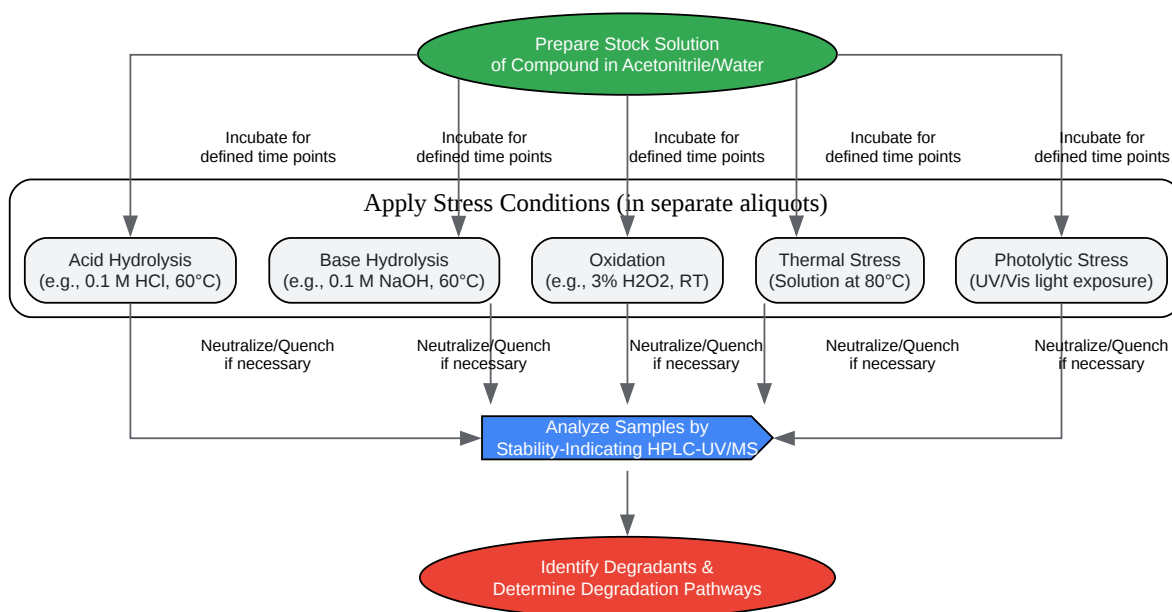 Prepare Stock Solution
of Compound in Acetonitrile/Water
Incubate for
defined time points
Incubate for
defined time points
Incubate for
defined time points
Incubate for
defined time points
Incubate for
defined time points
Apply Stress Conditions (in separate aliquots)
Acid Hydrolysis
(e.g., 0.1 M HCl, 60°C)
Base Hydrolysis
(e.g., 0.1 M NaOH, 60°C)
Oxidation
(e.g., 3% H2O2, RT)
Thermal Stress
(Solution at 80°C)
Photolytic Stress
(UV/Vis light exposure)
Neutralize/Quench
if necessary
Neutralize/Quench
if necessary
Neutralize/Quench
if necessary
Neutralize/Quench
if necessary
Neutralize/Quench
if necessary
Analyze Samples by
Stability-Indicating HPLC-UV/MS
Identify Degradants &
Determine Degradation Pathways